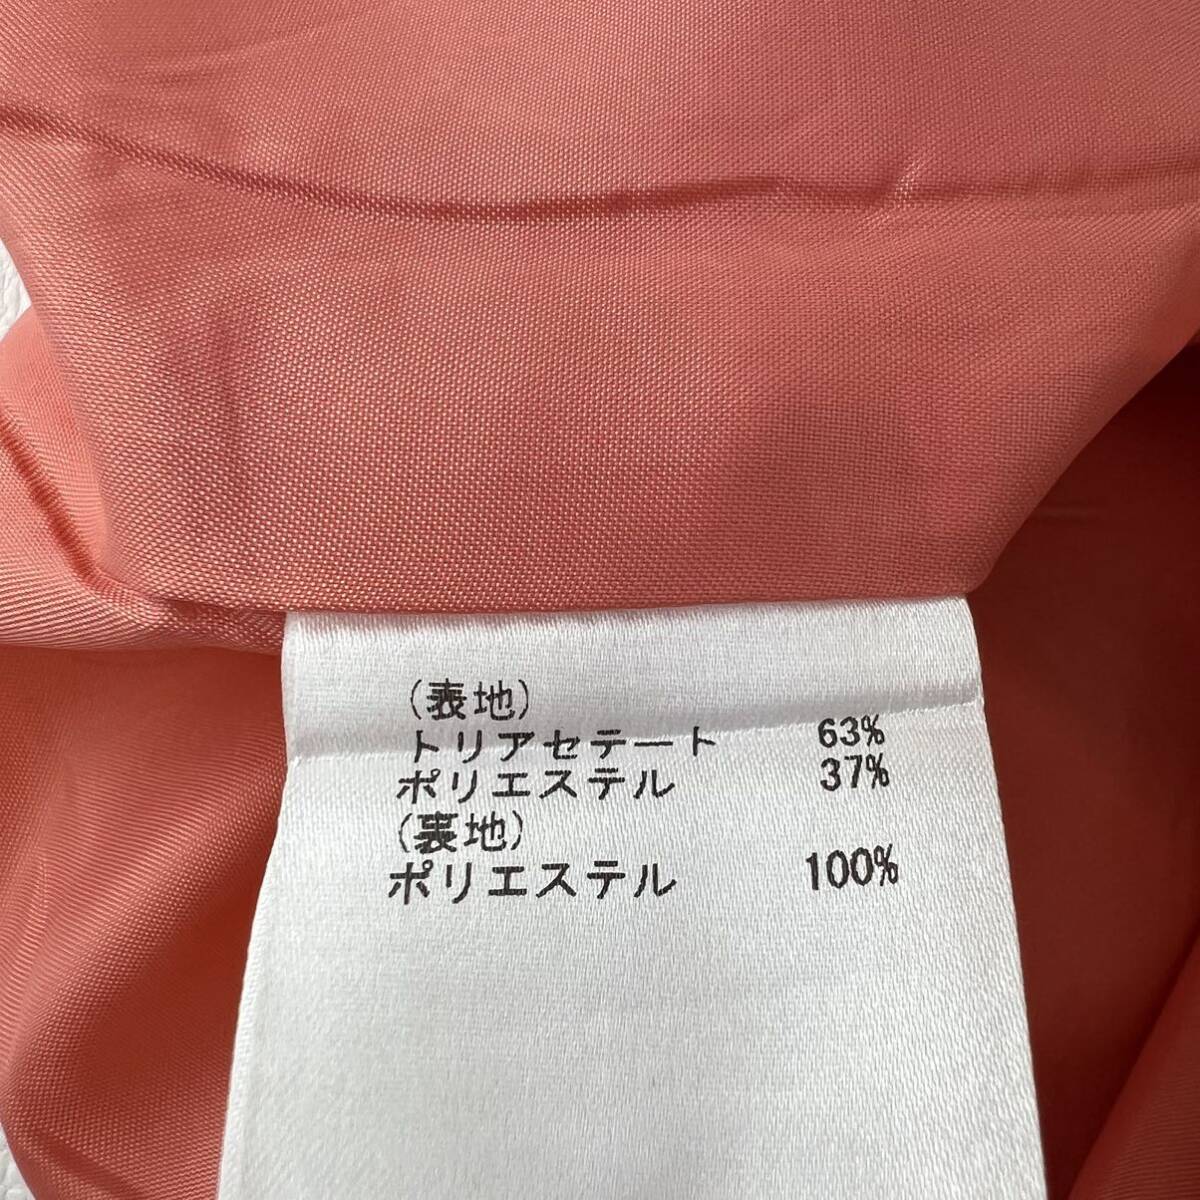 (表地)
トリアセテート 63%
ポリエステル 37%
(裏地)
ポリエステル 100%